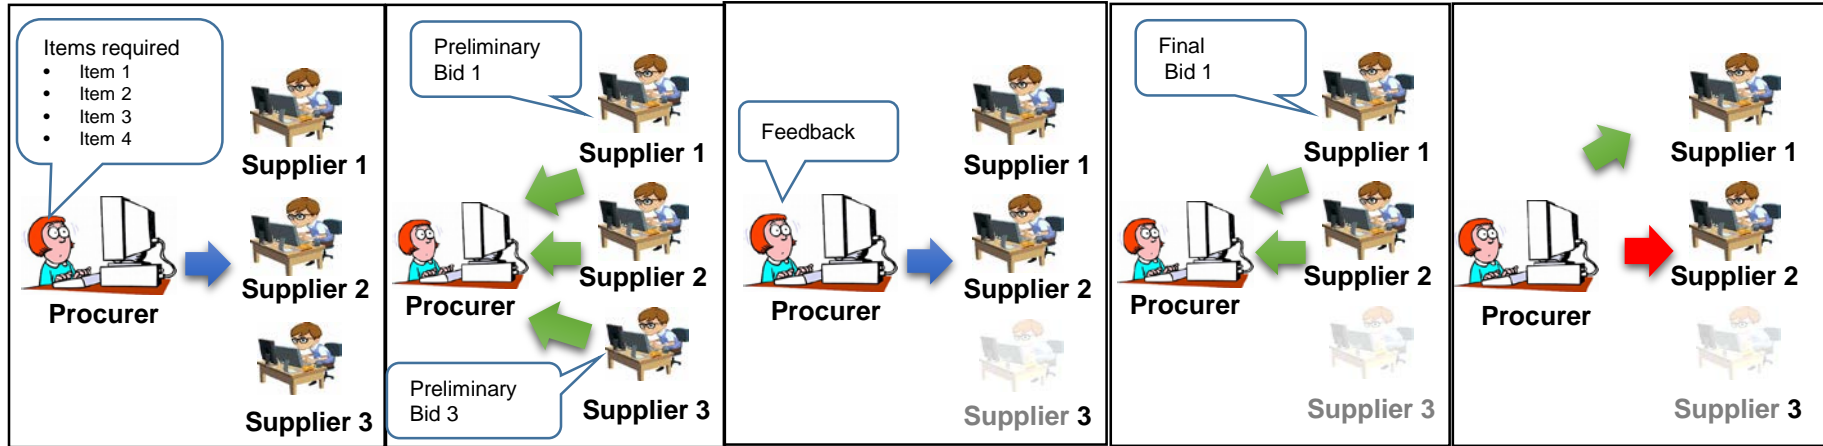 Items required
• Item 1
• Item 2
• Item 3
• Item 4
Supplier 1
Supplier 2
Procurer
Supplier 3
Preliminary
Bid 1
Supplier 1
Supplier 2
Procurer
Preliminary
Bid 3
Supplier 3
Feedback
Supplier 1
Supplier 2
Procurer
Supplier 3
Final
Bid 1
Supplier 1
Supplier 2
Procurer
Supplier 3
Supplier 1
Supplier 2
Procurer
Supplier 3